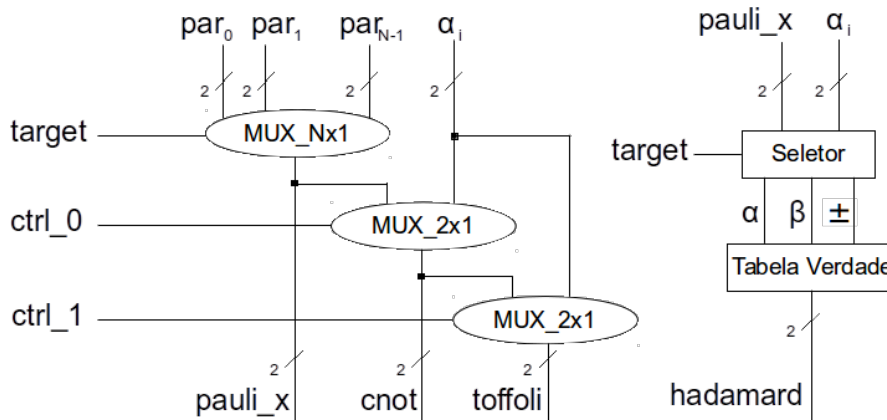 par0 par1 parN-1 αi
2 2 2 2
target MUX_Nx1
ctrl_0 MUX_2x1
ctrl_1 MUX_2x1
2 2 2
pauli_x cnot toffoli
pauli_x αi
2 2
target Seletor
α β ±
Tabela Verdade
2
hadamard